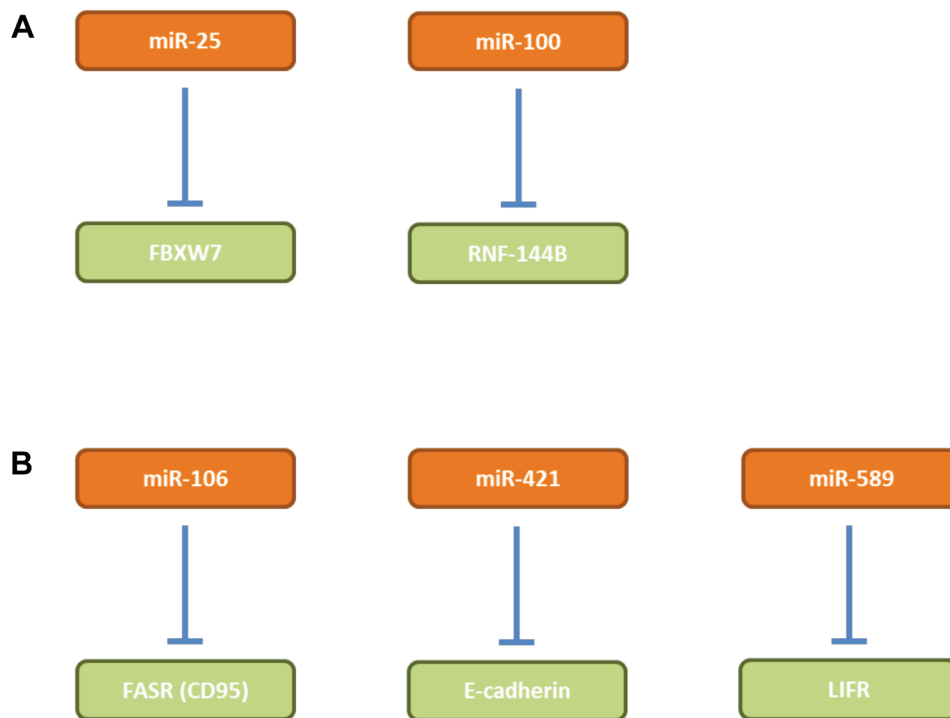 A
miR-25
miR-100
FBXW7
RNF-144B
B
miR-106
miR-421
miR-589
FASR (CD95)
E-cadherin
LIFR